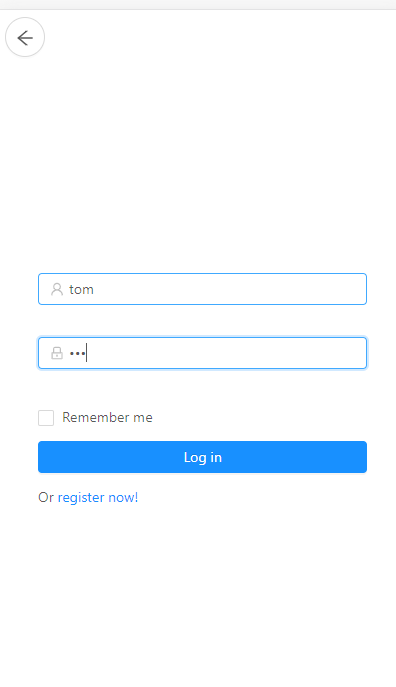 tom
•••
Remember me
Log in
Or register now!